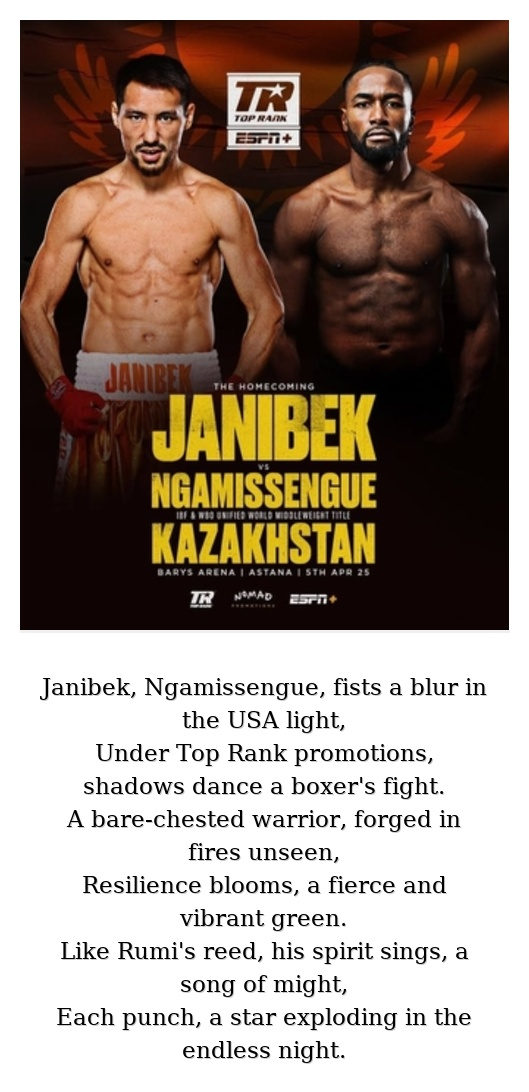 TR
TOP RANK
ESPN+
JANIBEK
THE HOMECOMING
JANIBEK
VS
NGAMISSENGUE
IBF & WBO UNIFIED WORLD MIDDLEWEIGHT TITLE
KAZAKHSTAN
BARYS ARENA | ASTANA | 5TH APR 25
TR TOP RANK NOMAD PROMOTIONS ESPN+
Janibek, Ngamissengue, fists a blur in
the USA light,
Under Top Rank promotions,
shadows dance a boxer's fight.
A bare-chested warrior, forged in
fires unseen,
Resilience blooms, a fierce and
vibrant green.
Like Rumi's reed, his spirit sings, a
song of might,
Each punch, a star exploding in the
endless night.